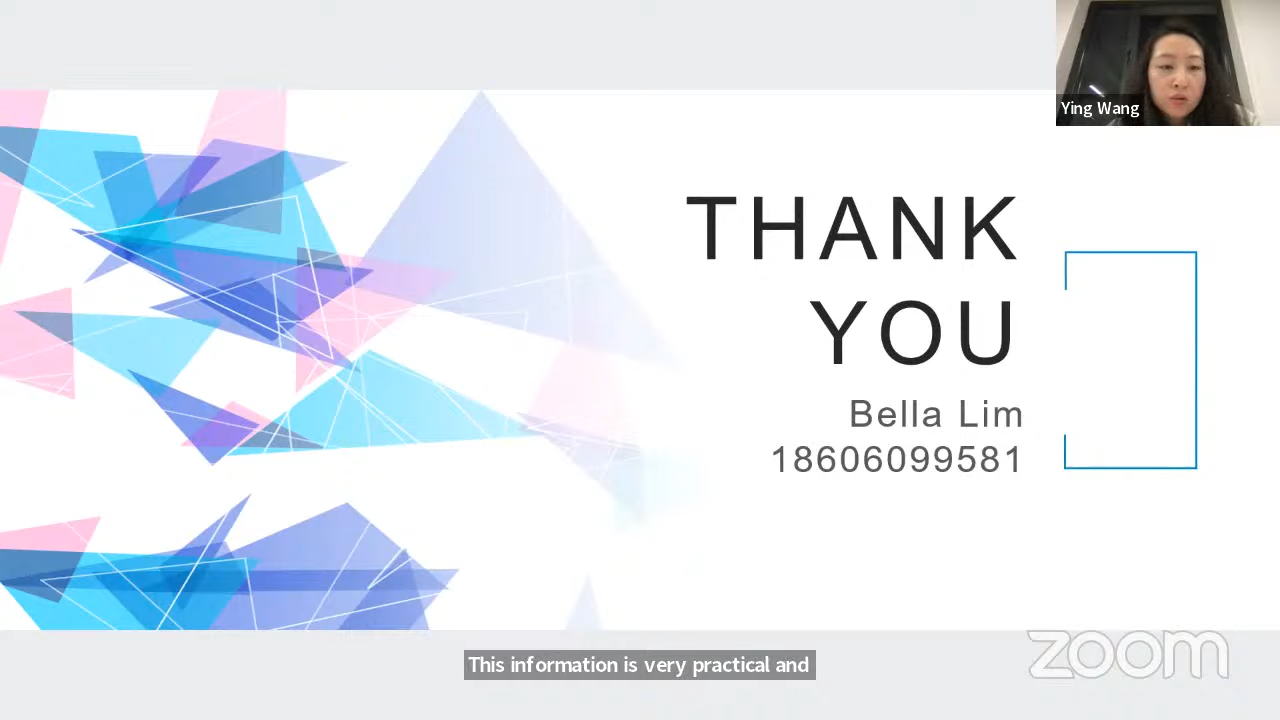 Ying Wang
THANK
YOU
Bella Lim
18606099581
This information is very practical and
zoom